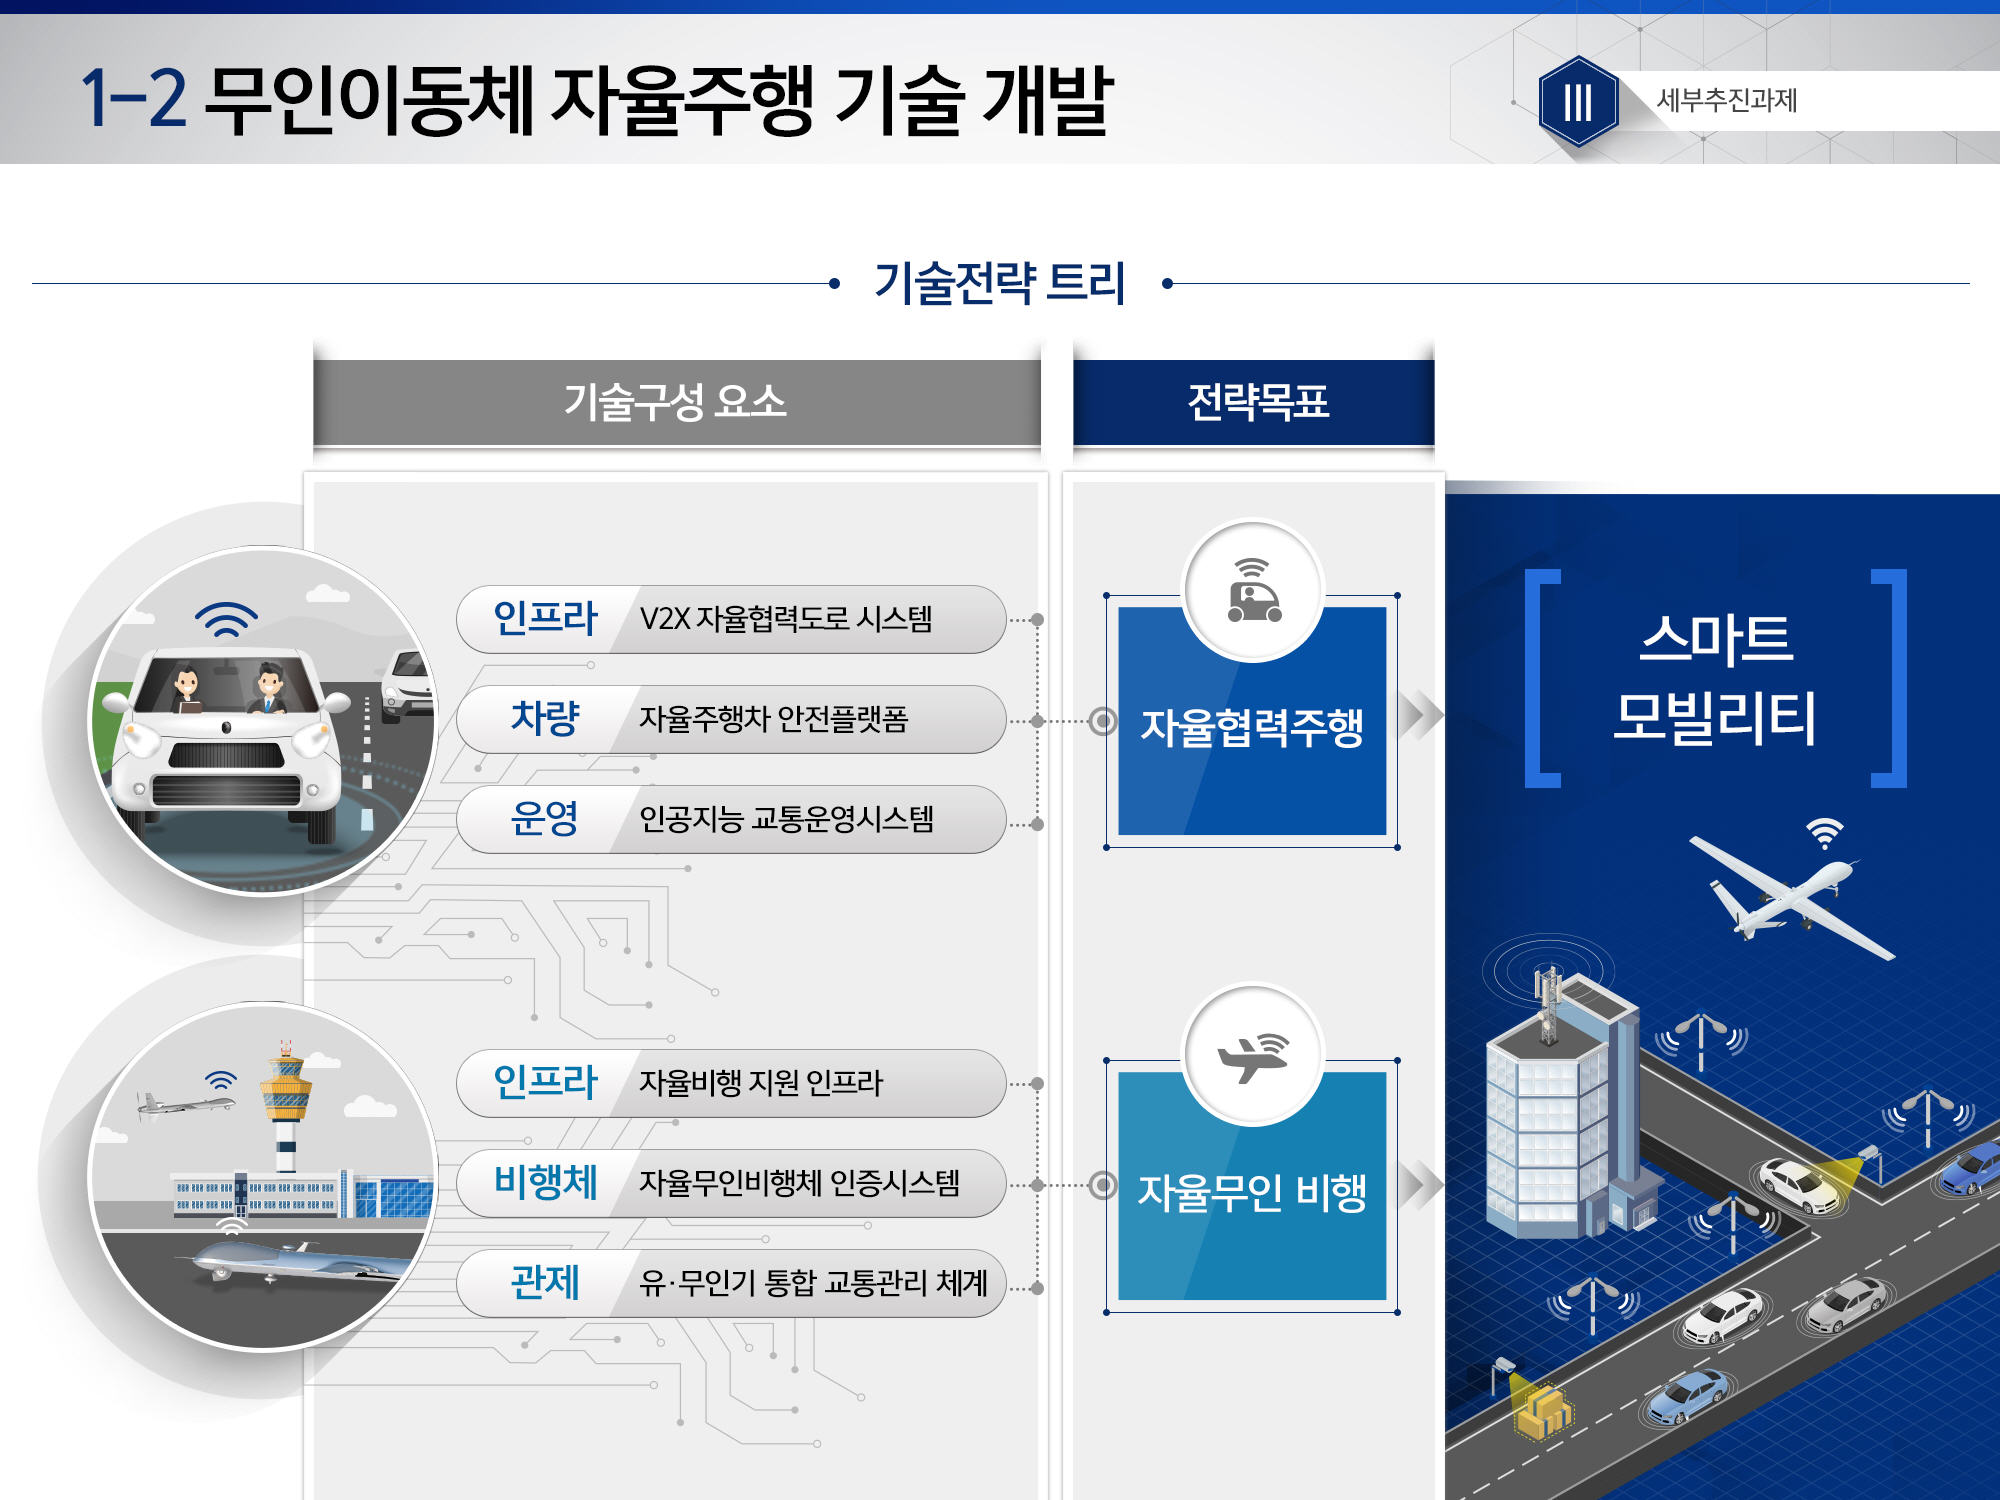 1-2 무인이동체 자율주행 기술 개발
III 세부추진과제
기술전략 트리
기술구성 요소
전략목표
인프라 V2X 자율협력도로 시스템
차량 자율주행차 안전플랫폼
운영 인공지능 교통운영시스템
자율협력주행
스마트
모빌리티
인프라 자율비행 지원 인프라
비행체 자율무인비행체 인증시스템
관제 유·무인기 통합 교통관리 체계
자율무인 비행